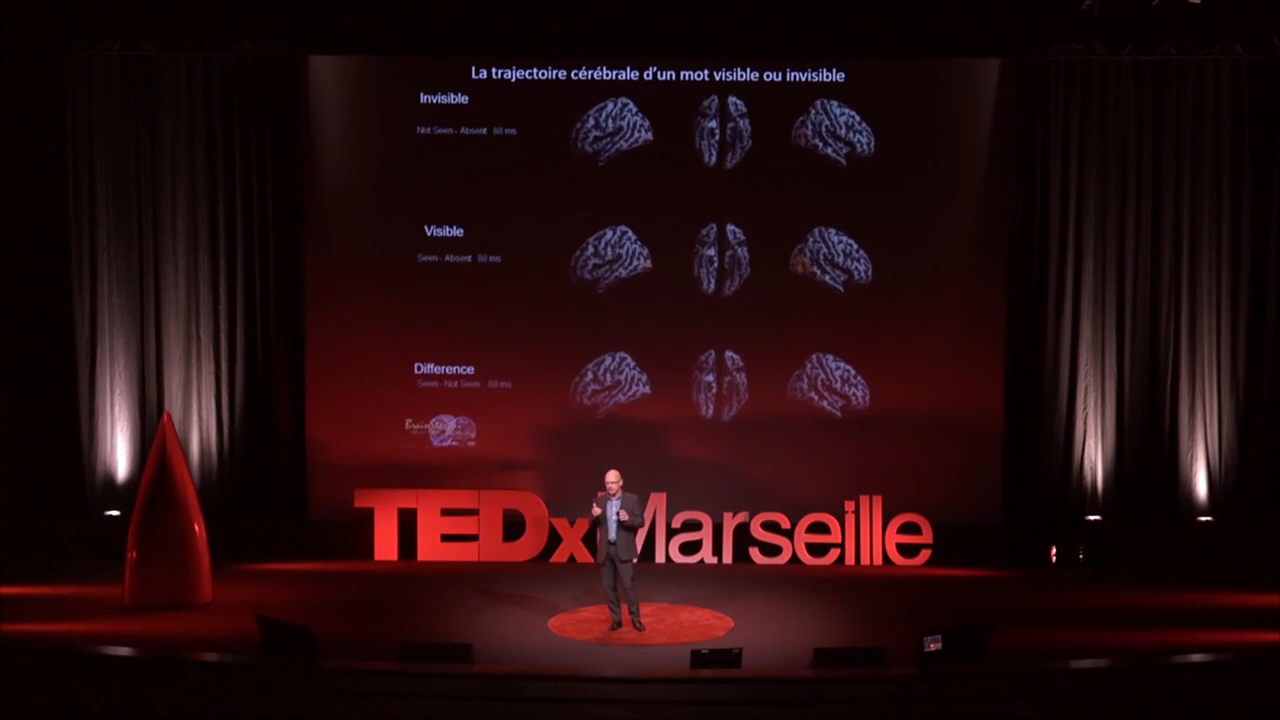 La trajectoire cérébrale d'un mot visible ou invisible
Invisible
Not Seen - Absent 88 ms
Visible
Seen - Absent 88 ms
Difference
Seen - Not Seen 88 ms
TEDxMarseille